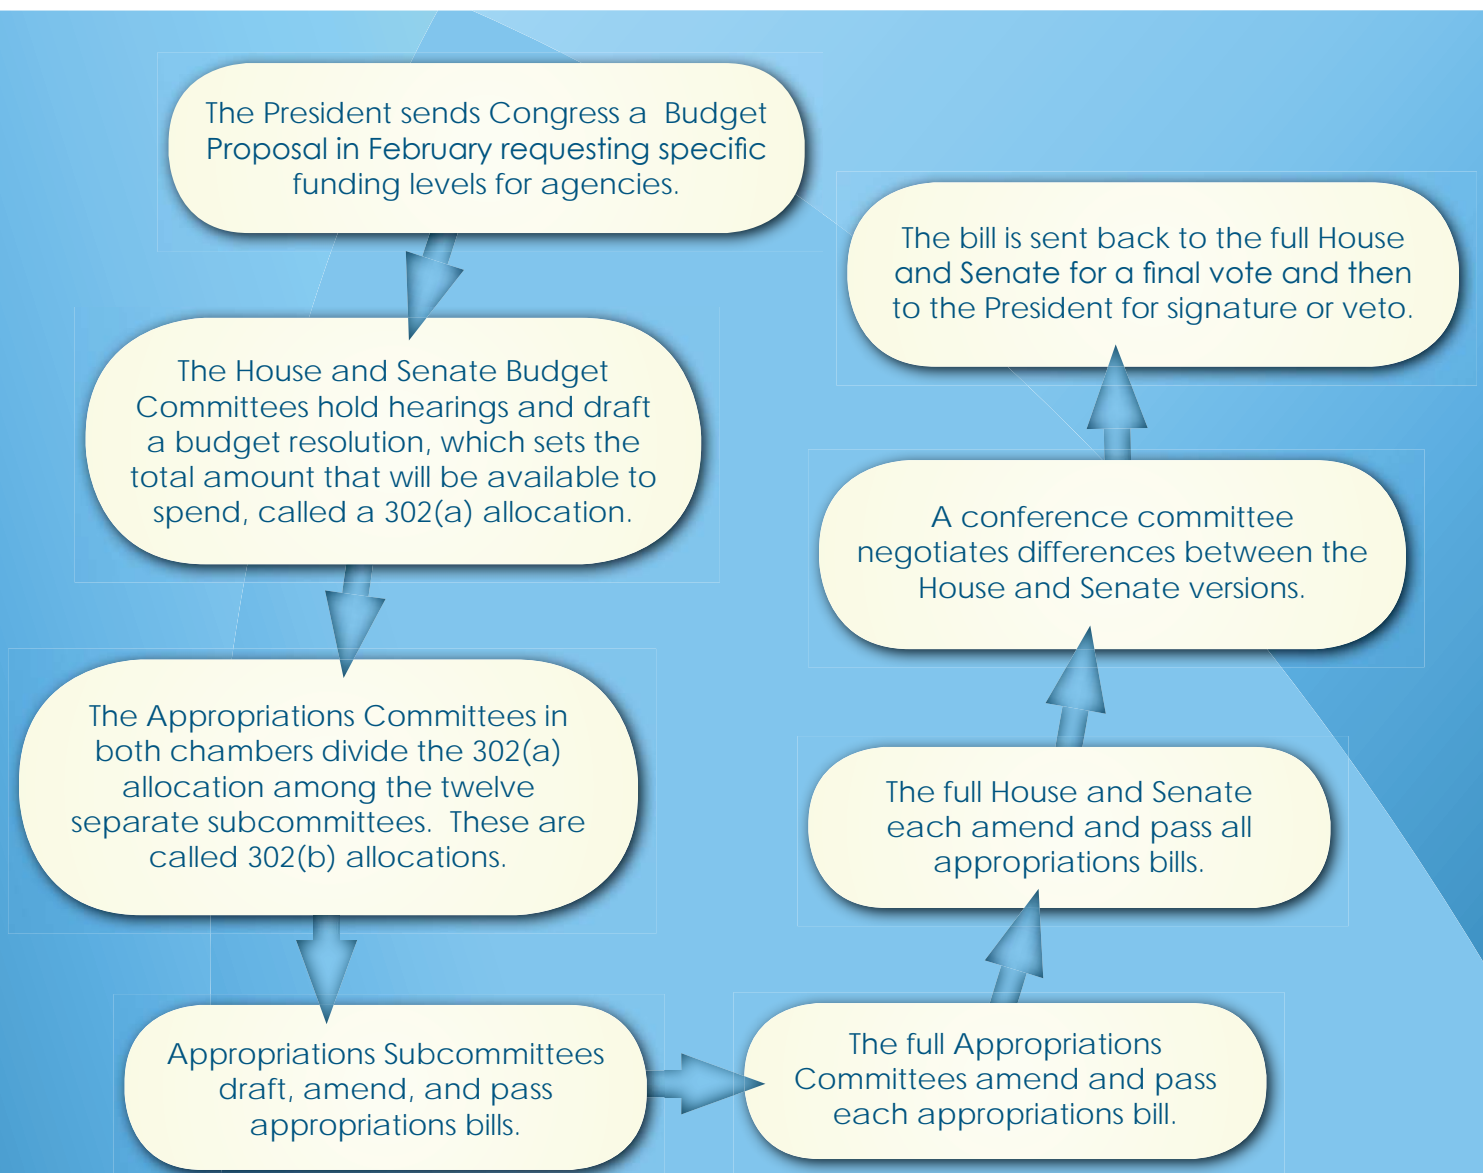 The President sends Congress a  Budget
Proposal in February requesting specific
funding levels for agencies.
The House and Senate Budget
Committees hold hearings and draft
a budget resolution, which sets the
total amount that will be available to
spend, called a 302(a) allocation.
The Appropriations Committees in
both chambers divide the 302(a)
allocation among the twelve
separate subcommittees.  These are
called 302(b) allocations.
Appropriations Subcommittees
draft, amend, and pass
appropriations bills.
The full Appropriations
Committees amend and pass
each appropriations bill.
The full House and Senate
each amend and pass all
appropriations bills.
A conference committee
negotiates differences between the
House and Senate versions.
The bill is sent back to the full House
and Senate for a final vote and then
to the President for signature or veto.